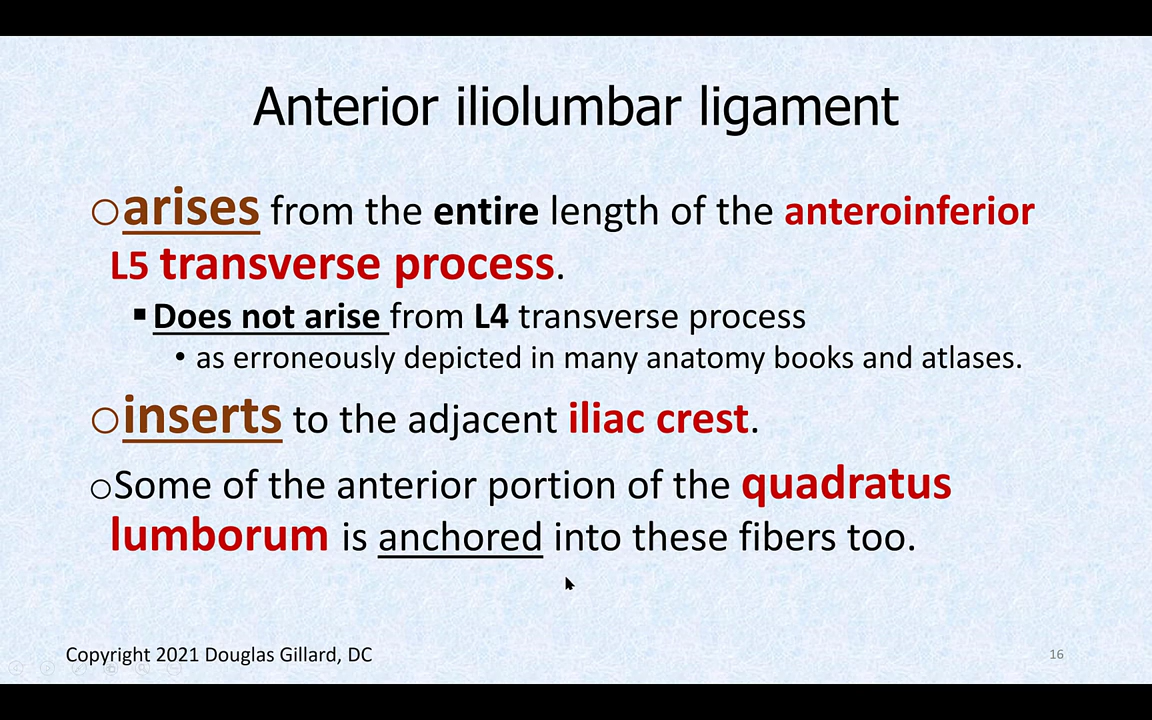 Anterior iliolumbar ligament
○arises from the entire length of the anteroinferior
L5 transverse process.
▪Does not arise from L4 transverse process
• as erroneously depicted in many anatomy books and atlases.
○inserts to the adjacent iliac crest.
○Some of the anterior portion of the quadratus
lumborum is anchored into these fibers too.
Copyright 2021 Douglas Gillard, DC
16